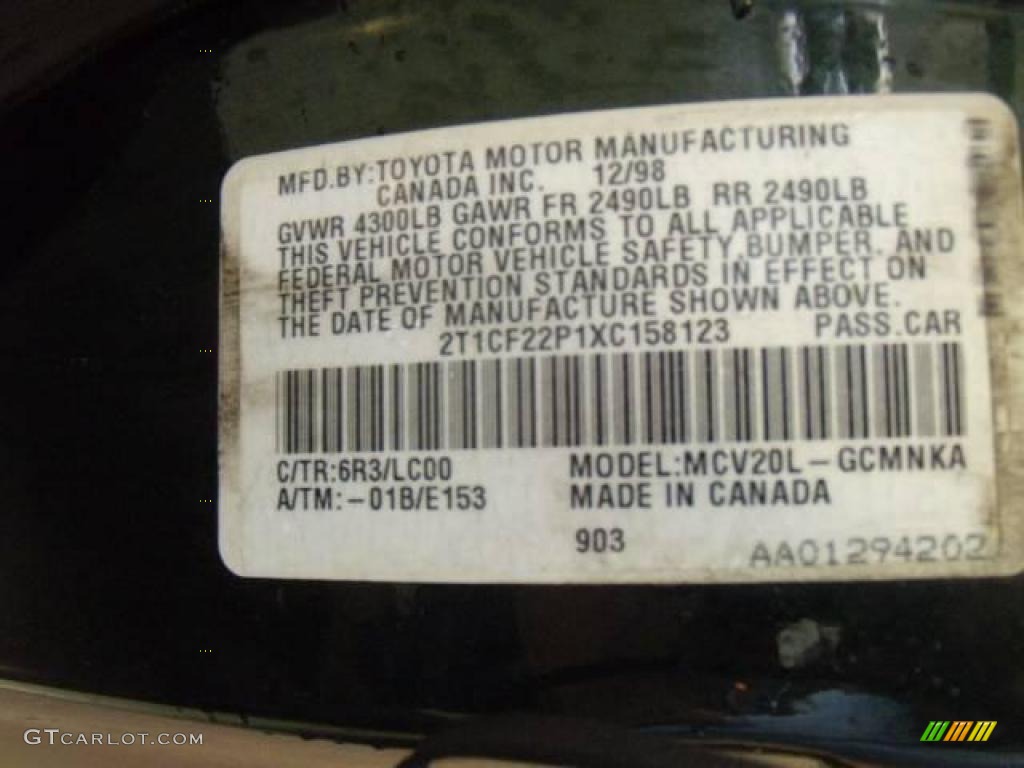 MFD.BY:TOYOTA MOTOR MANUFACTURING
CANADA INC. 12/98
GVWR 4300LB GAWR FR 2490LB RR 2490LB
THIS VEHICLE CONFORMS TO ALL APPLICABLE
FEDERAL MOTOR VEHICLE SAFETY,BUMPER, AND
THEFT PREVENTION STANDARDS IN EFFECT ON
THE DATE OF MANUFACTURE SHOWN ABOVE.
2T1CF22P1XC158123 PASS.CAR
C/TR:6R3/LC00 MODEL:MCV20L-GCMNKA
A/TM:-01B/E153 MADE IN CANADA
903 AA01294202
GTCARLOT.COM